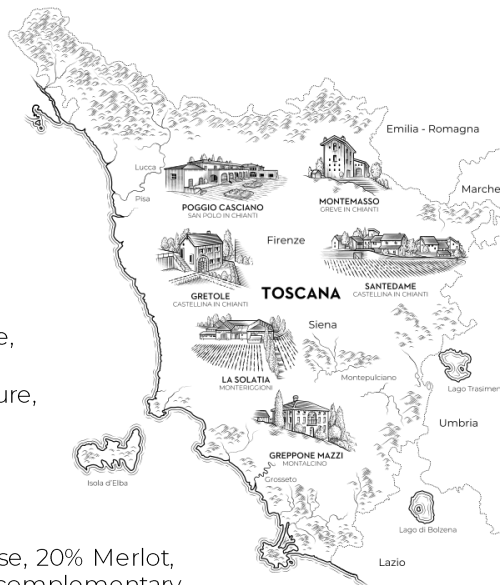 Emilia - Romagna
Lucca
Marche
Pisa
POGGIO CASCIANO
SAN POLO IN CHIANTI
MONTEMASSO
GREVE IN CHIANTI
Firenze
GRETOLE
CASTELLINA IN CHIANTI
TOSCANA
SANTEDAME
CASTELLINA IN CHIANTI
Siena
e,
LA SOLATIA
MONTERIGGIONI
Montepulciano
Lago Trasimen
ure,
Umbria
GREPPONE MAZZI
MONTALCINO
Grosseto
Isola d'Elba
Lago di Bolzena
se, 20% Merlot,
Lazio
complementary